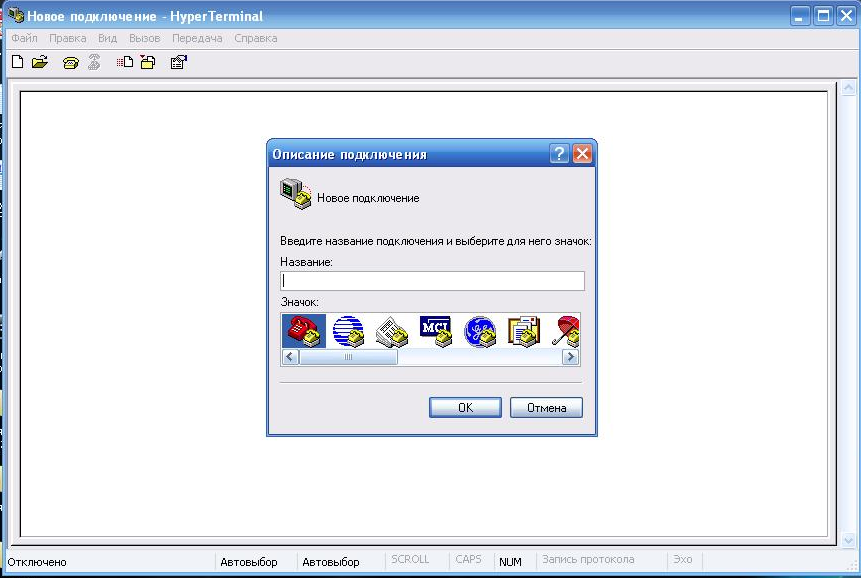 Новое подключение - HyperTerminal
Файл Правка Вид Вызов Передача Справка
Описание подключения
Новое подключение
Введите название подключения и выберите для него значок:
Название:
Значок:
MCI
OK Отмена
Отключено Автовыбор Автовыбор SCROLL CAPS NUM Запись протокола Эхо